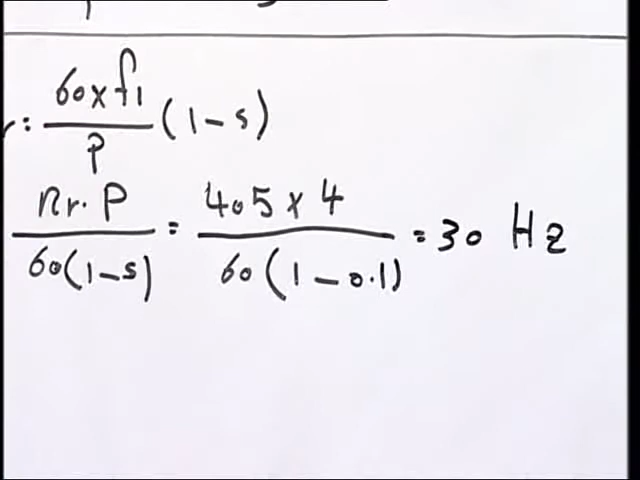 r = 60×f1 / P (1-s)
nr.P / 60(1-s) = 405×4 / 60(1-0.1) = 30 Hz